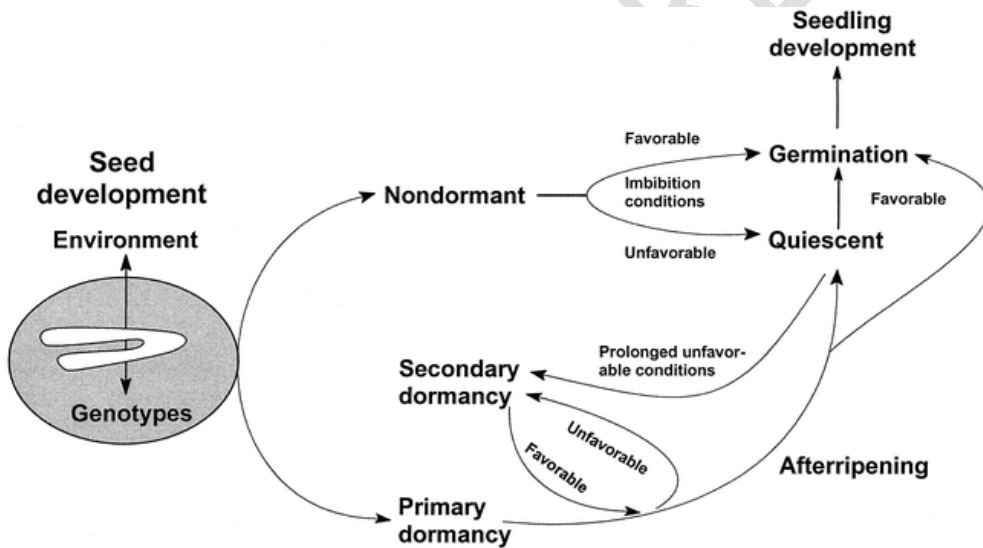 Seedling
development
Favorable
Germination
Seed
development
Imbibition
conditions
Favorable
Nondormant
Environment
Unfavorable
Quiescent
Prolonged unfavor-
able conditions
Secondary
dormancy
Genotypes
Unfavorable
Favorable
Afterripening
Primary
dormancy